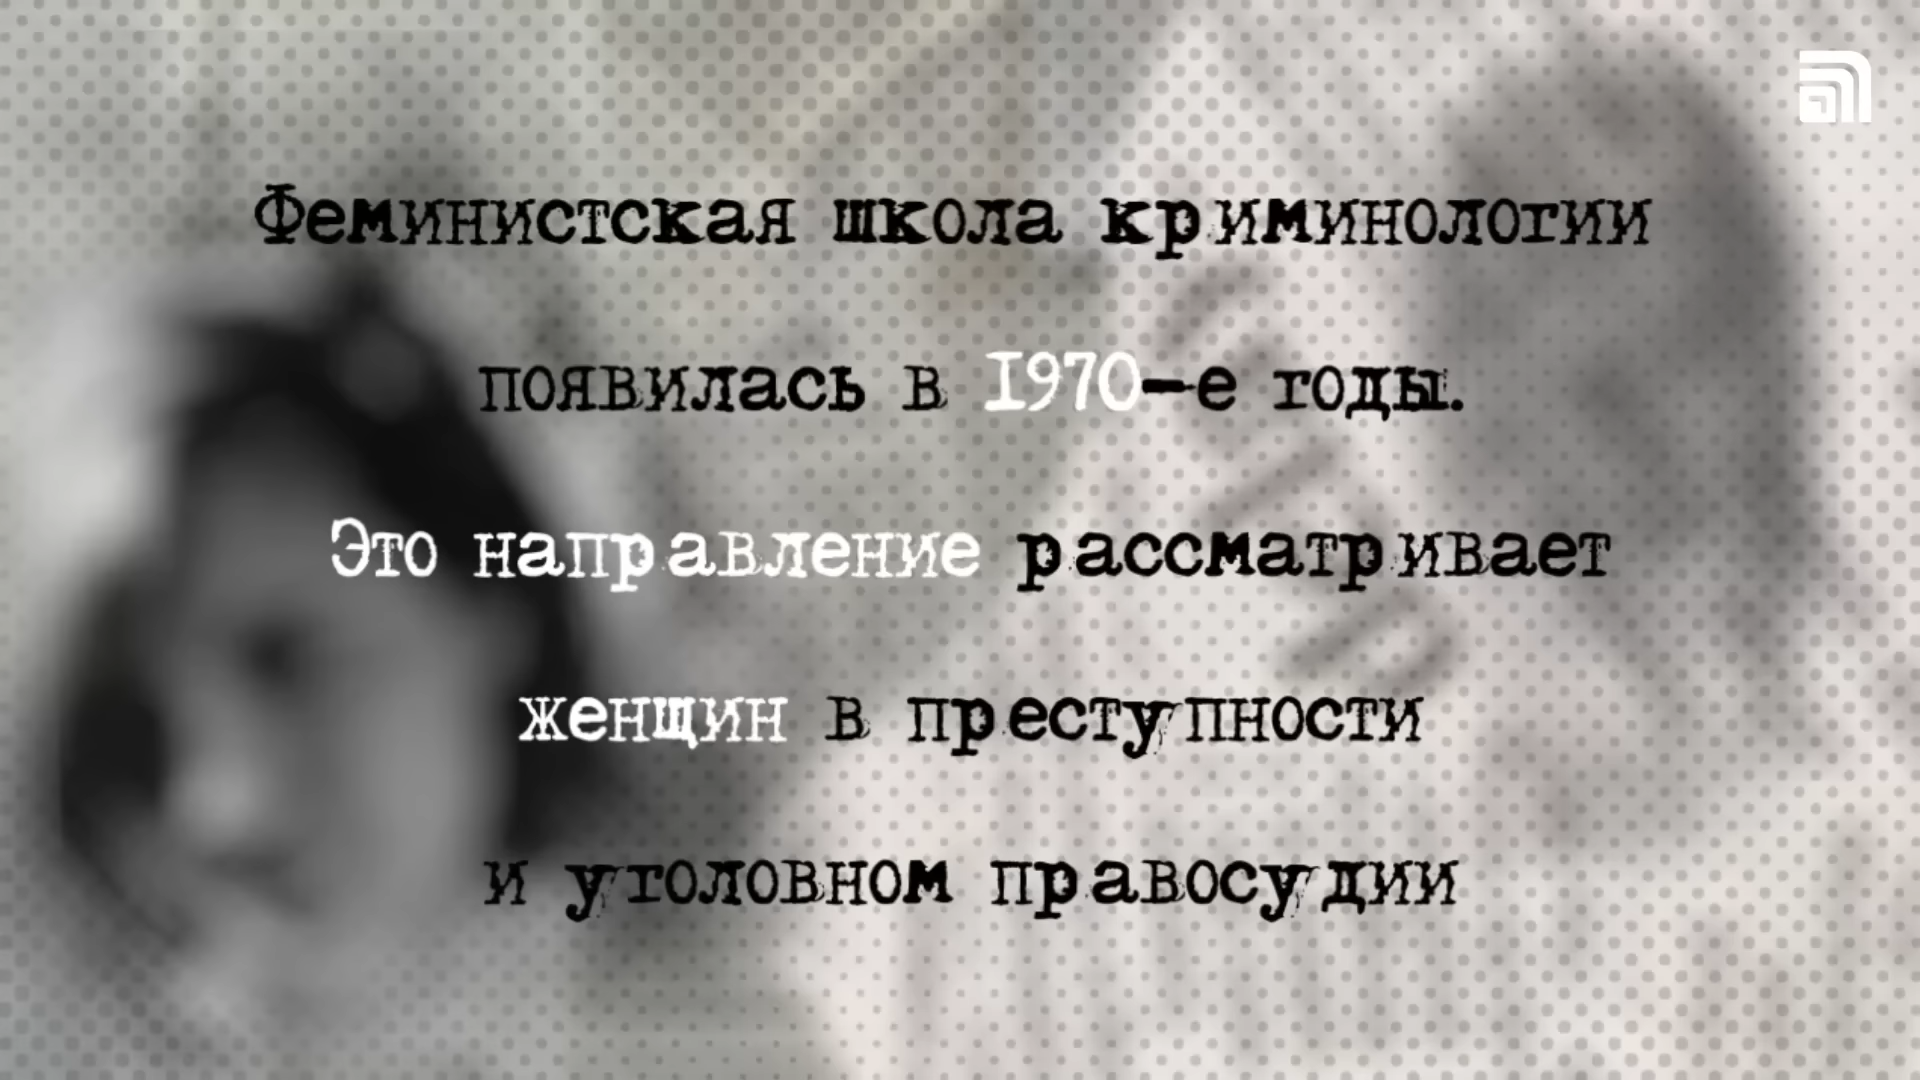 Феминистская школа криминологии
появилась в 1970-е годы.
Это направление рассматривает
женщин в преступности
и уголовном правосудии